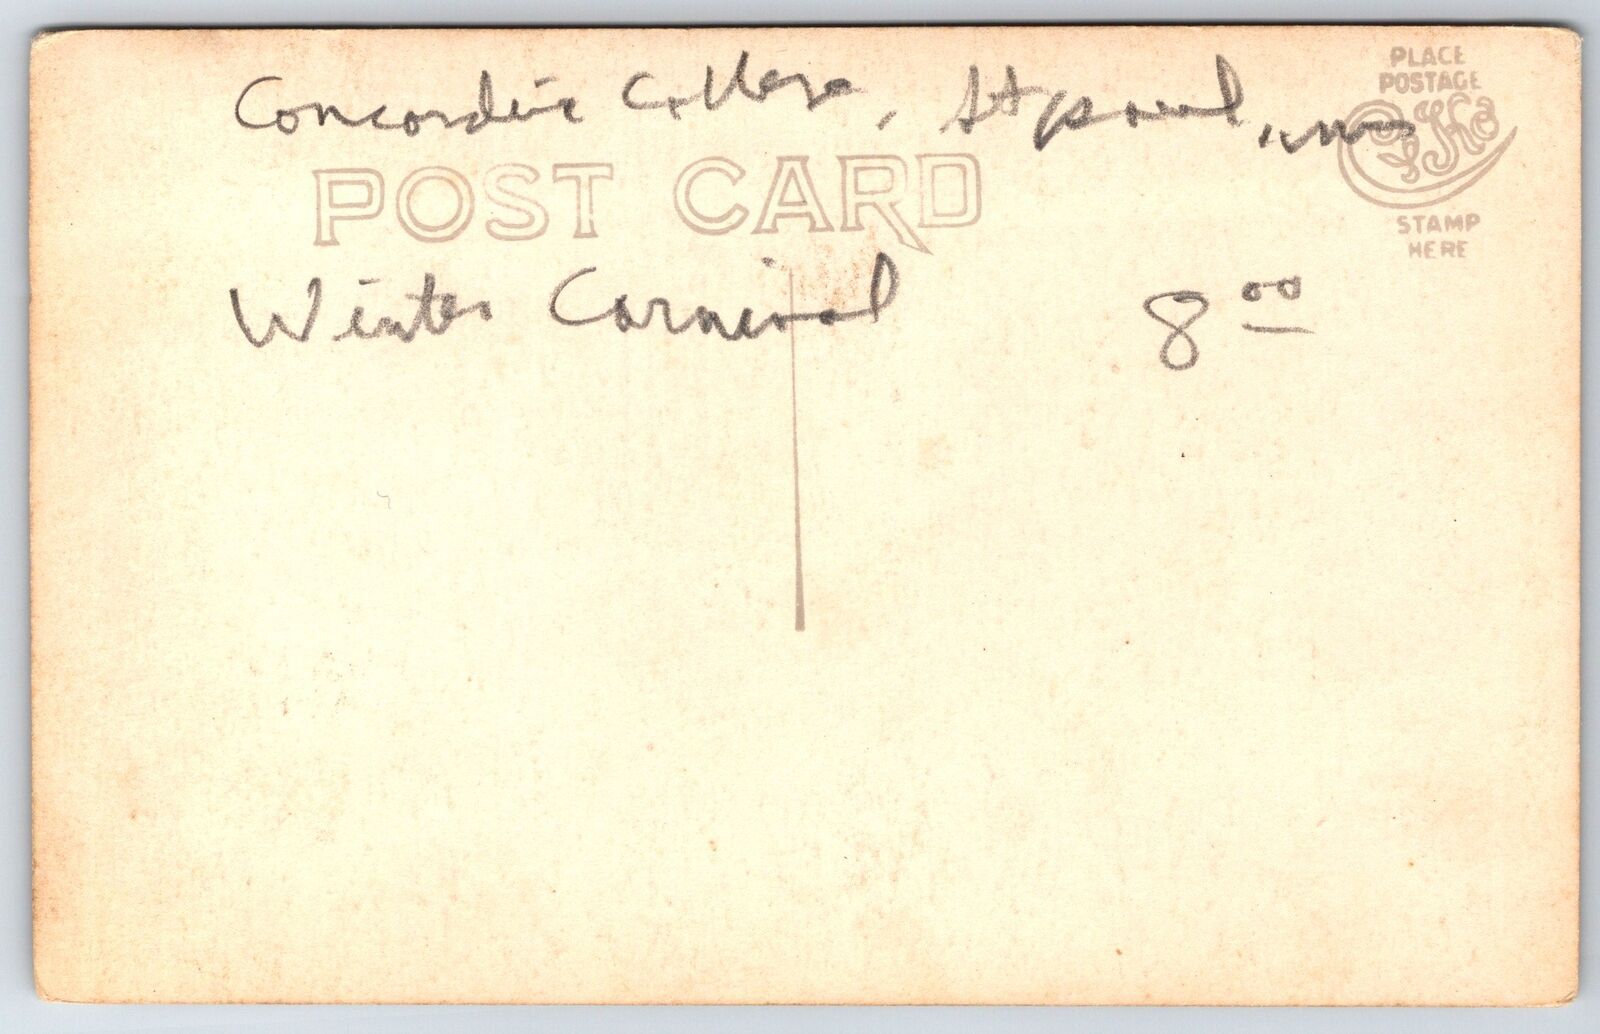 PLACE
POSTAGE
Concordia College, St paul, mn
POST CARD
STAMP
HERE
Winter Carnival 8 00